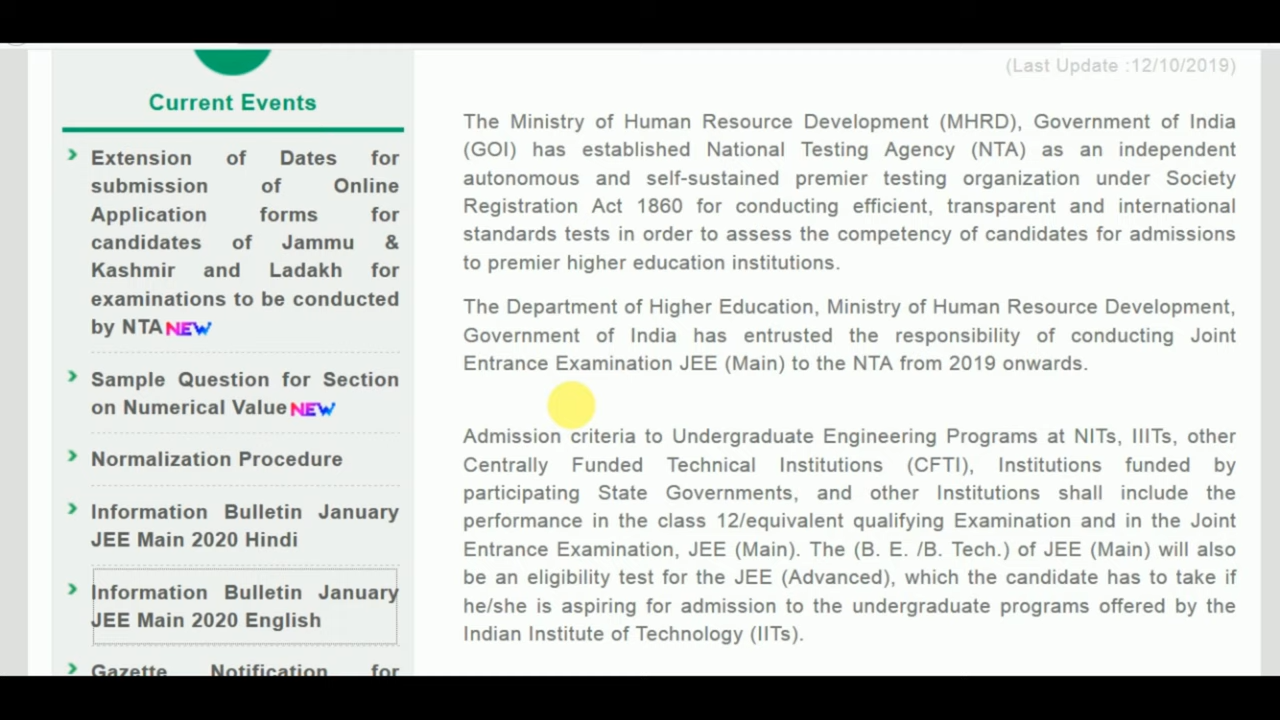 Current Events
Extension of Dates for
submission of Online
Application forms for
candidates of Jammu &
Kashmir and Ladakh for
examinations to be conducted
by NTA NEW
Sample Question for Section
on Numerical Value NEW
Normalization Procedure
Information Bulletin January
JEE Main 2020 Hindi
Information Bulletin January
JEE Main 2020 English
Gazette Notification for
(Last Update :12/10/2019)
The Ministry of Human Resource Development (MHRD), Government of India
(GOI) has established National Testing Agency (NTA) as an independent
autonomous and self-sustained premier testing organization under Society
Registration Act 1860 for conducting efficient, transparent and international
standards tests in order to assess the competency of candidates for admissions
to premier higher education institutions.
The Department of Higher Education, Ministry of Human Resource Development,
Government of India has entrusted the responsibility of conducting Joint
Entrance Examination JEE (Main) to the NTA from 2019 onwards.
Admission criteria to Undergraduate Engineering Programs at NITs, IIITs, other
Centrally Funded Technical Institutions (CFTI), Institutions funded by
participating State Governments, and other Institutions shall include the
performance in the class 12/equivalent qualifying Examination and in the Joint
Entrance Examination, JEE (Main). The (B. E. /B. Tech.) of JEE (Main) will also
be an eligibility test for the JEE (Advanced), which the candidate has to take if
he/she is aspiring for admission to the undergraduate programs offered by the
Indian Institute of Technology (IITs).